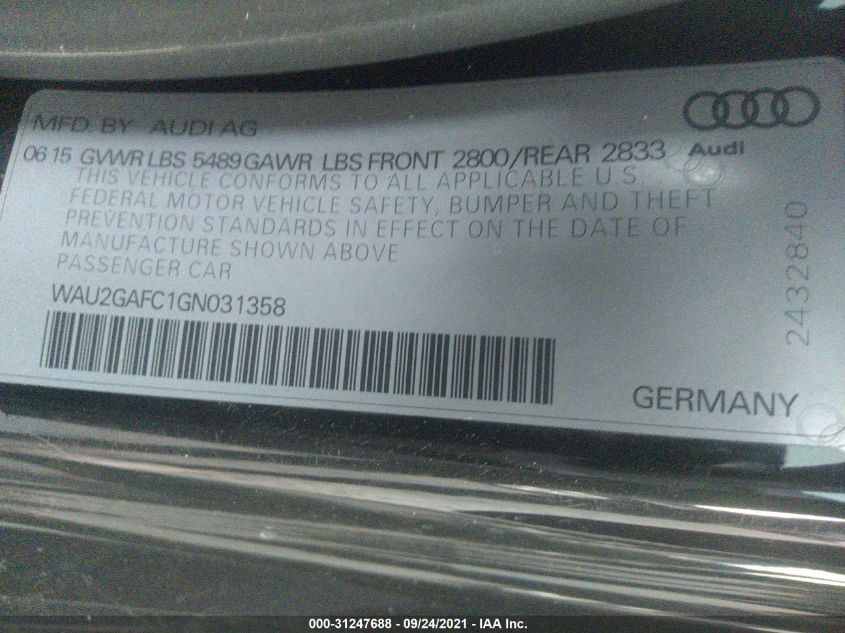 MFD. BY AUDI AG
06 15 GVWR LBS 5489 GAWR LBS FRONT 2800/REAR 2833
Audi
THIS VEHICLE CONFORMS TO ALL APPLICABLE U.S
FEDERAL MOTOR VEHICLE SAFETY, BUMPER AND THEFT
PREVENTION STANDARDS IN EFFECT ON THE DATE OF
MANUFACTURE SHOWN ABOVE
PASSENGER CAR
WAU2GAFC1GN031358
2432840
GERMANY
000-31247688 - 09/24/2021 - IAA Inc.